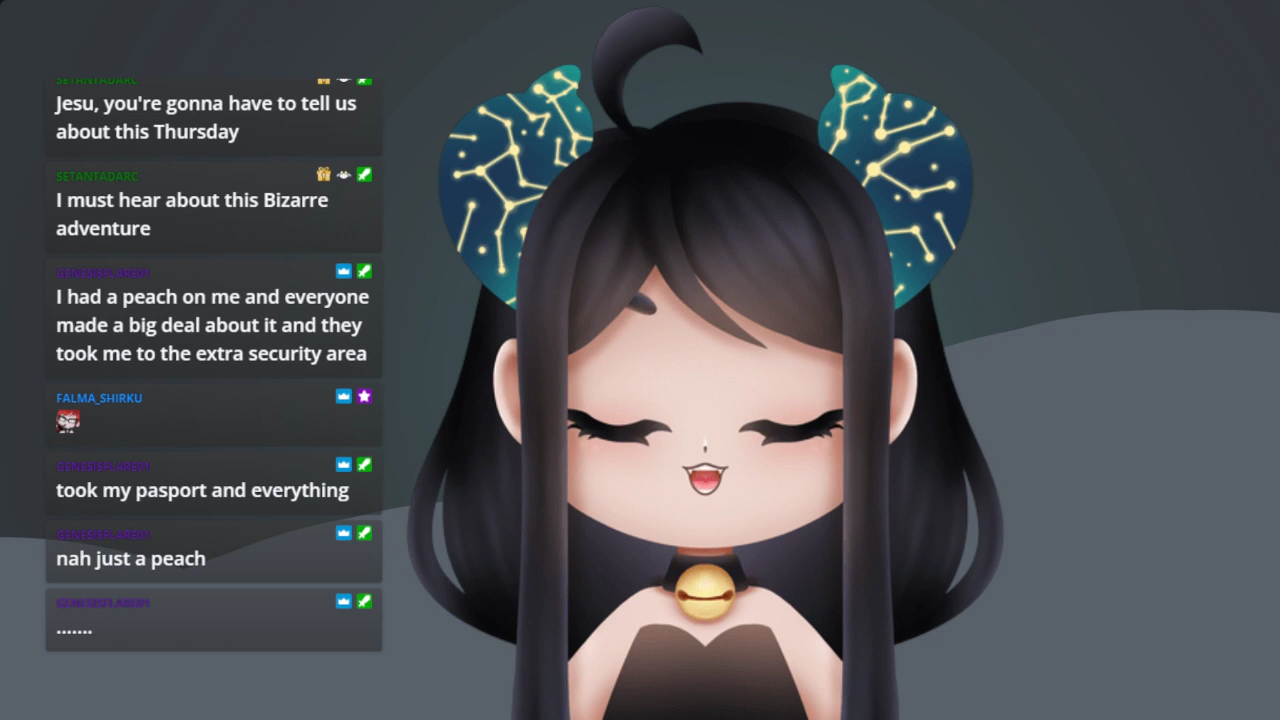 SETANTADARC
Jesu, you're gonna have to tell us
about this Thursday
SETANTADARC
I must hear about this Bizarre
adventure
I had a peach on me and everyone
made a big deal about it and they
took me to the extra security area
FALMA_SHIRKU
took my pasport and everything
nah just a peach
.......